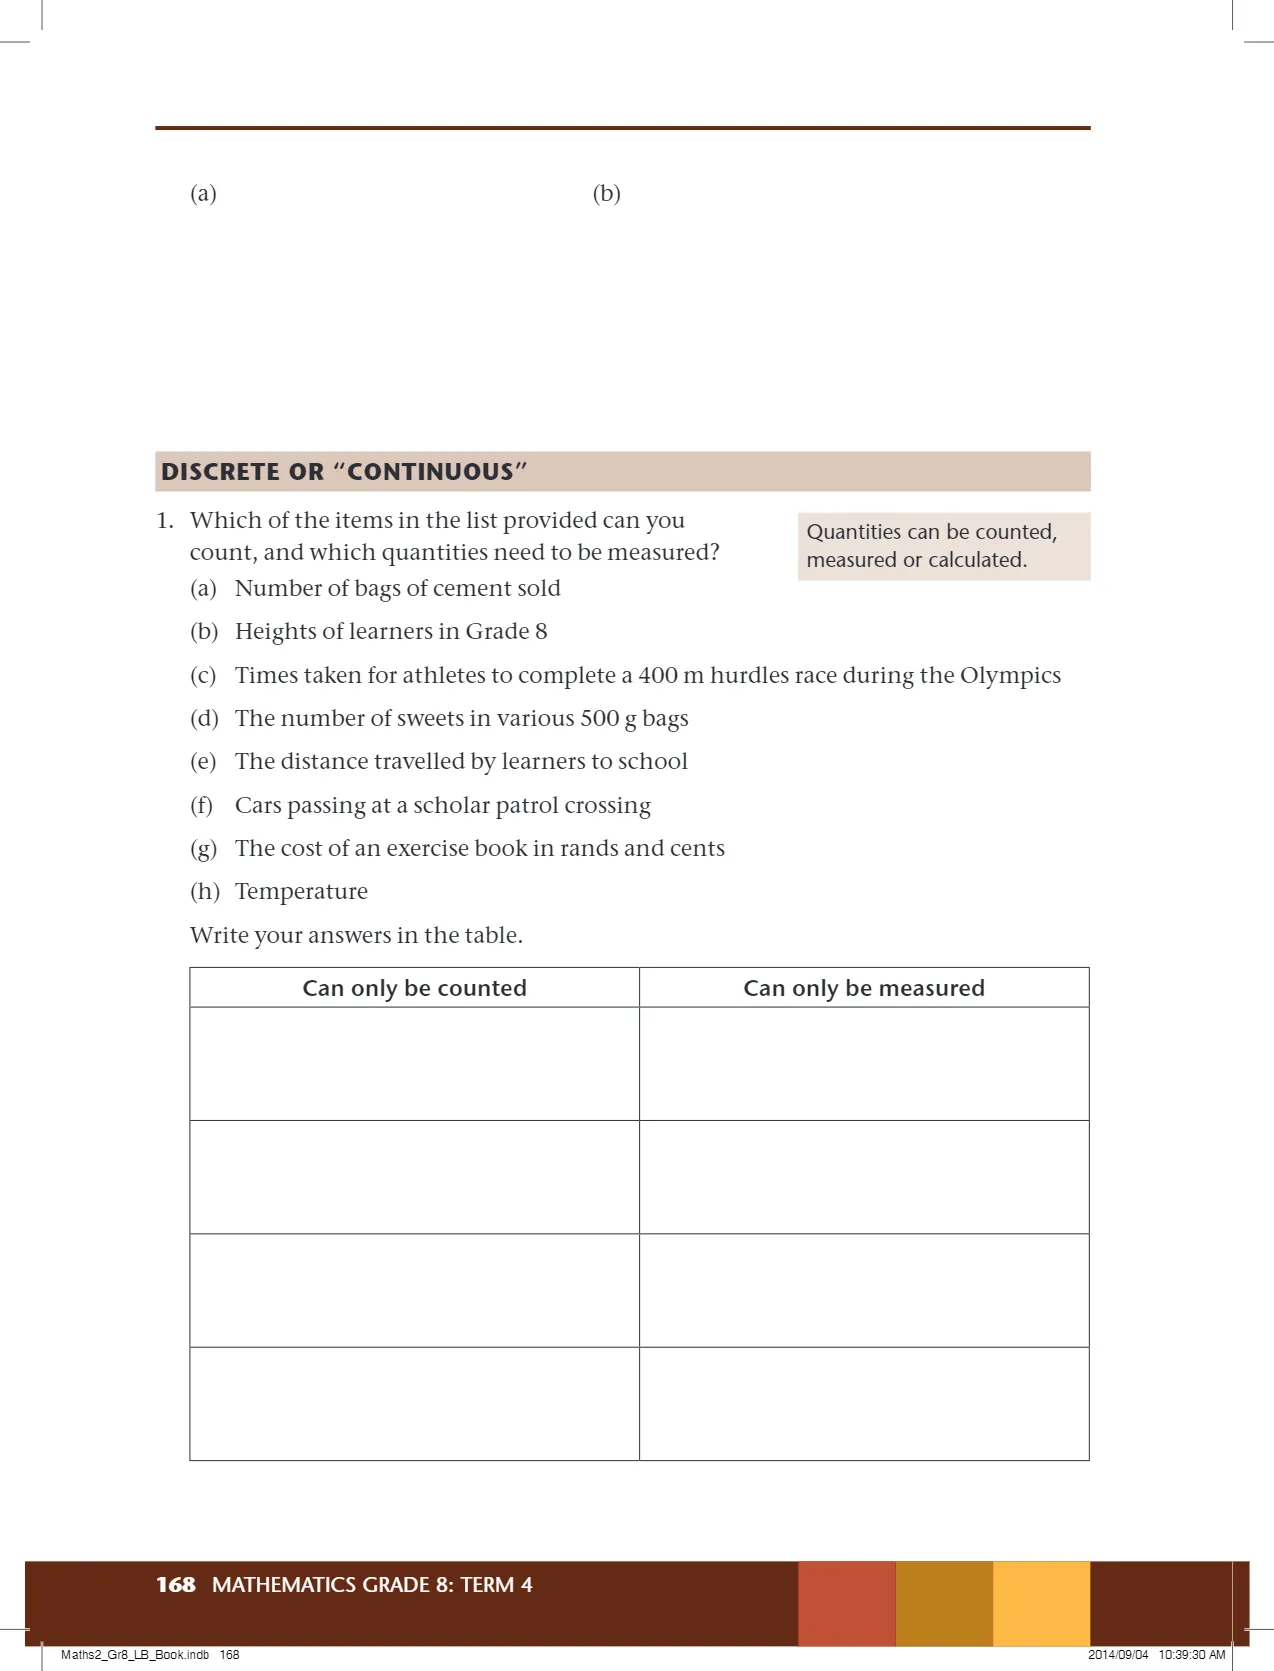 (a)
(b)
DISCRETE OR “CONTINUOUS”
1. Which of the items in the list provided can you
count, and which quantities need to be measured?
Quantities can be counted,
measured or calculated.
(a) Number of bags of cement sold
(b) Heights of learners in Grade 8
(c) Times taken for athletes to complete a 400 m hurdles race during the Olympics
(d) The number of sweets in various 500 g bags
(e) The distance travelled by learners to school
(f) Cars passing at a scholar patrol crossing
(g) The cost of an exercise book in rands and cents
(h) Temperature
Write your answers in the table.
Can only be counted
Can only be measured
168 MATHEMATICS GRADE 8: TERM 4
Maths2_Gr8_LB_Book.indb 168
2014/09/04 10:39:30 AM